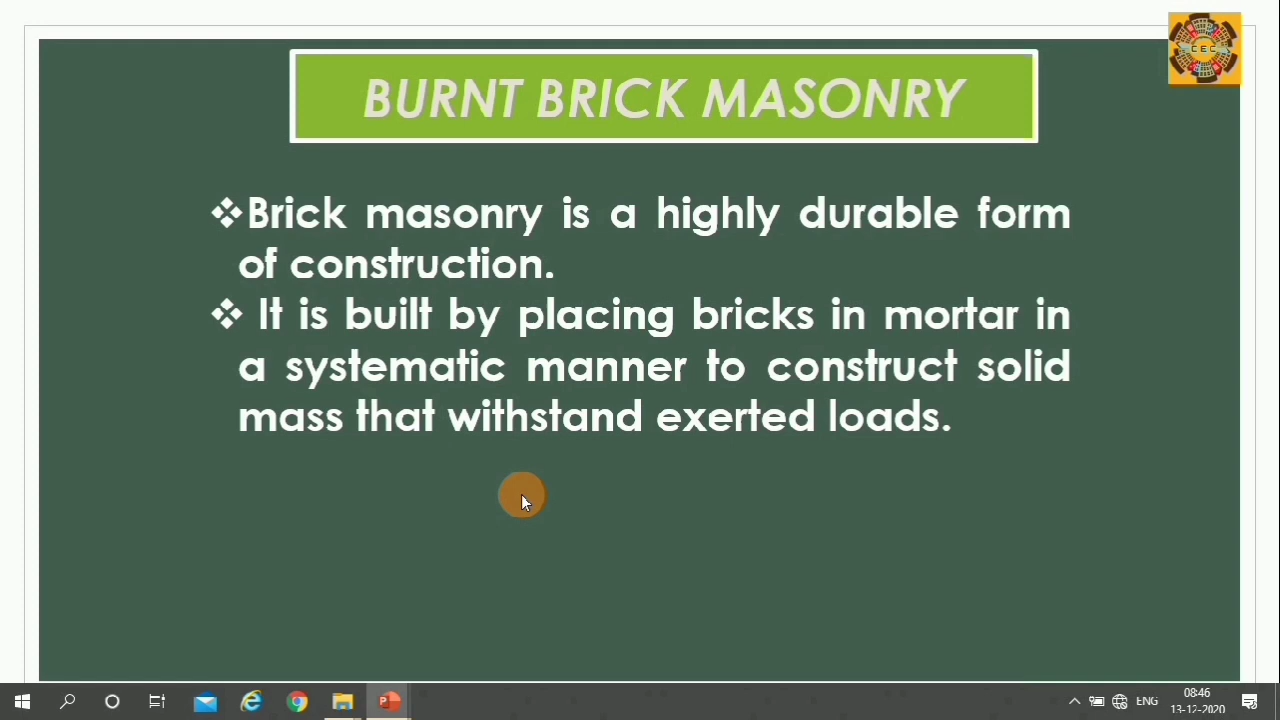 CEC
BURNT BRICK MASONRY
❖Brick masonry is a highly durable form
of construction.
❖ It is built by placing bricks in mortar in
a systematic manner to construct solid
mass that withstand exerted loads.
ENG
08:46
13-12-2020